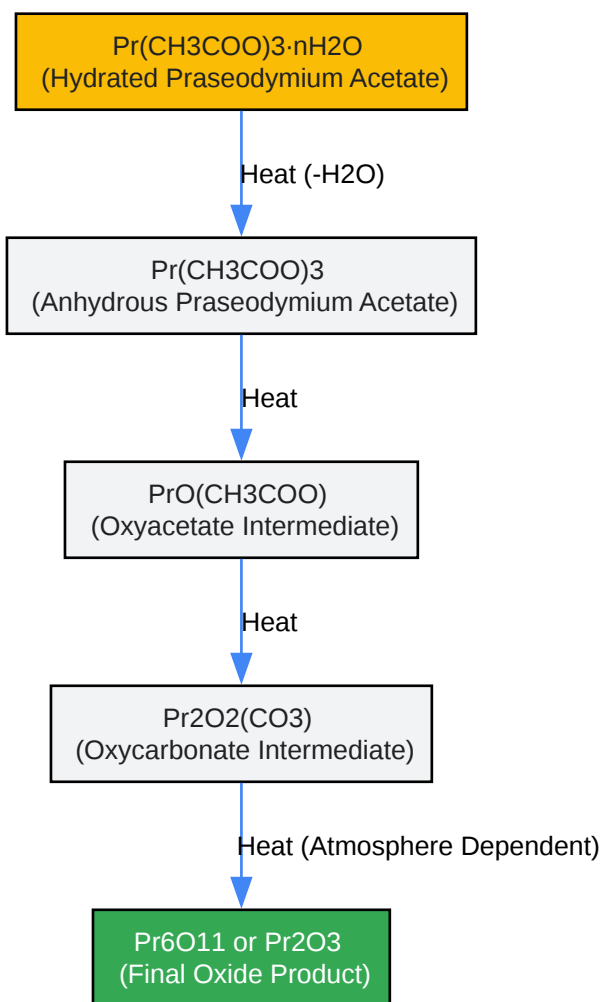 Pr(CH3COO)3·nH2O
(Hydrated Praseodymium Acetate)
Heat (-H2O)
Pr(CH3COO)3
(Anhydrous Praseodymium Acetate)
Heat
PrO(CH3COO)
(Oxyacetate Intermediate)
Heat
Pr2O2(CO3)
(Oxycarbonate Intermediate)
Heat (Atmosphere Dependent)
Pr6O11 or Pr2O3
(Final Oxide Product)